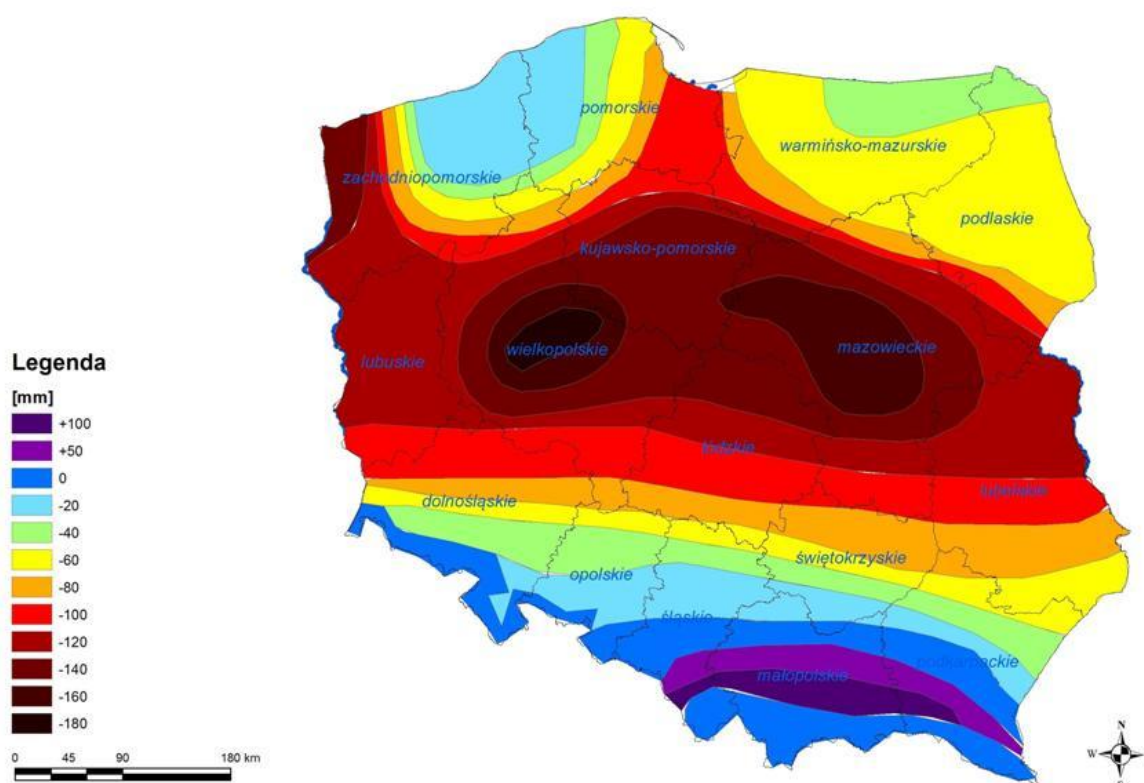 pomorskie
warmińsko-mazurskie
zachodniopomorskie
podlaskie
kujawsko-pomorskie
wielkopolskie
mazowieckie
lubuskie
łódzkie
lubelskie
dolnośląskie
świętokrzyskie
opolskie
śląskie
podkarpackie
małopolskie
Legenda
[mm]
+100
+50
0
-20
-40
-60
-80
-100
-120
-140
-160
-180
0 45 90 180 km
N
W E